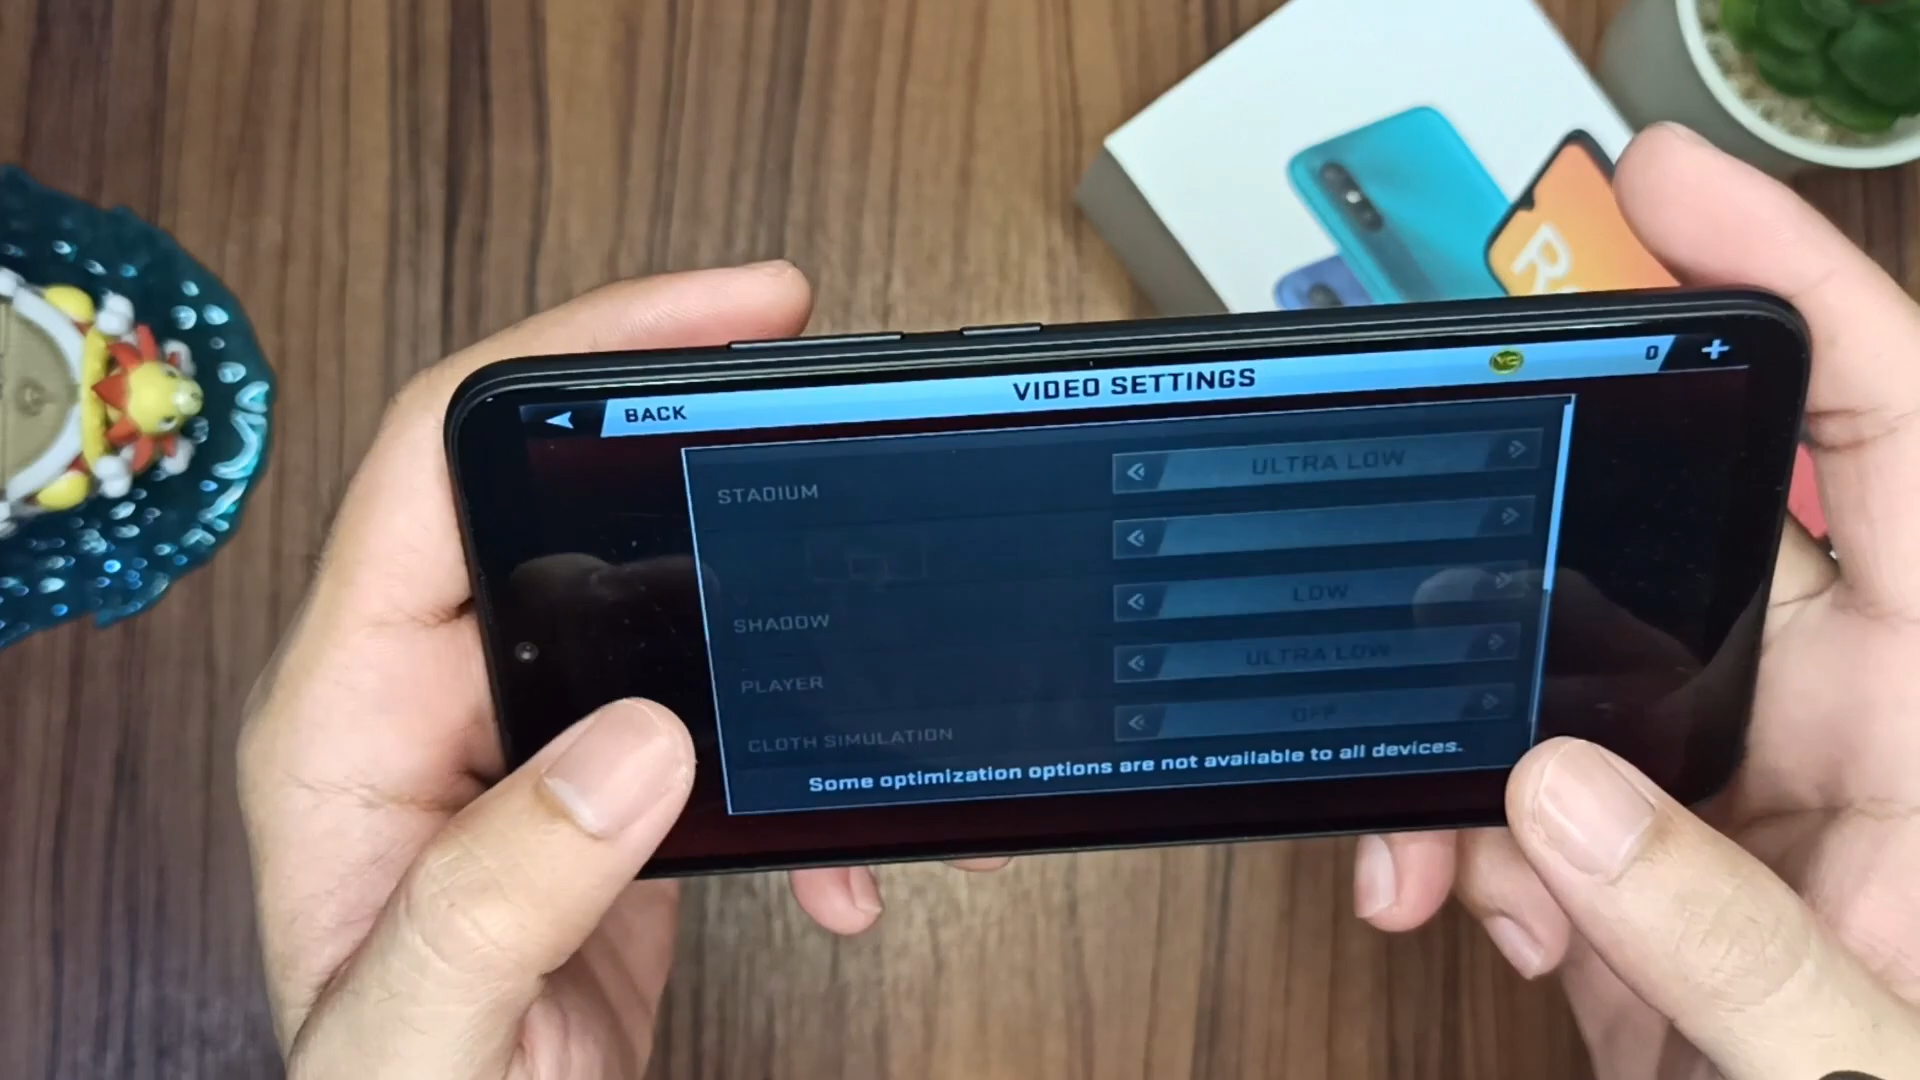 VIDEO SETTINGS
BACK
VC
0
STADIUM
ULTRA LOW
SHADOW
LOW
PLAYER
ULTRA LOW
CLOTH SIMULATION
OFF
Some optimization options are not available to all devices.